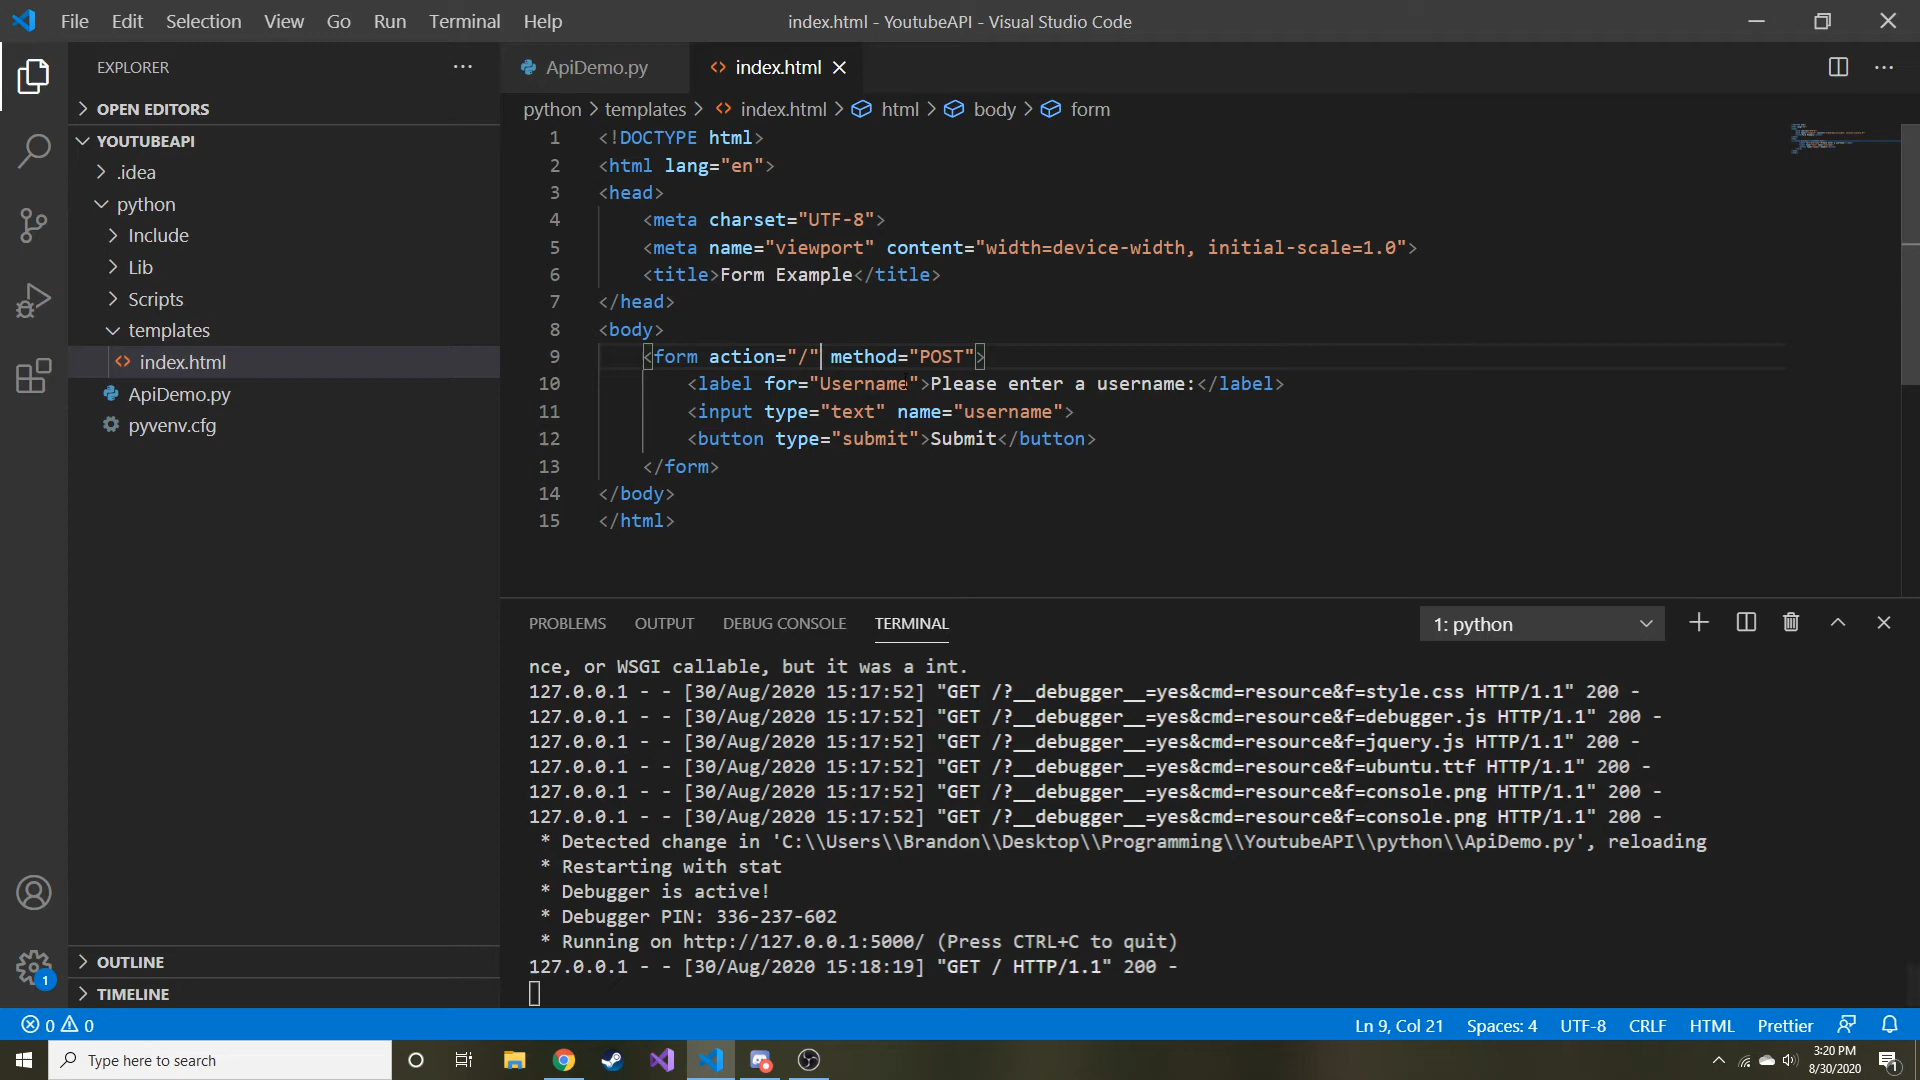 File Edit Selection View Go Run Terminal Help
index.html - YoutubeAPI - Visual Studio Code
EXPLORER
OPEN EDITORS
YOUTUBEAPI
.idea
python
Include
Lib
Scripts
templates
index.html
ApiDemo.py
pyvenv.cfg
OUTLINE
TIMELINE
ApiDemo.py
index.html
python > templates > index.html > html > body > form
1 <!DOCTYPE html>
2 <html lang="en">
3 <head>
4 <meta charset="UTF-8">
5 <meta name="viewport" content="width=device-width, initial-scale=1.0">
6 <title>Form Example</title>
7 </head>
8 <body>
9 <form action="/" method="POST">
10 <label for="Username">Please enter a username:</label>
11 <input type="text" name="username">
12 <button type="submit">Submit</button>
13 </form>
14 </body>
15 </html>
PROBLEMS OUTPUT DEBUG CONSOLE TERMINAL
1: python
nce, or WSGI callable, but it was a int.
127.0.0.1 - - [30/Aug/2020 15:17:52] "GET /?__debugger__=yes&cmd=resource&f=style.css HTTP/1.1" 200 -
127.0.0.1 - - [30/Aug/2020 15:17:52] "GET /?__debugger__=yes&cmd=resource&f=debugger.js HTTP/1.1" 200 -
127.0.0.1 - - [30/Aug/2020 15:17:52] "GET /?__debugger__=yes&cmd=resource&f=jquery.js HTTP/1.1" 200 -
127.0.0.1 - - [30/Aug/2020 15:17:52] "GET /?__debugger__=yes&cmd=resource&f=ubuntu.ttf HTTP/1.1" 200 -
127.0.0.1 - - [30/Aug/2020 15:17:52] "GET /?__debugger__=yes&cmd=resource&f=console.png HTTP/1.1" 200 -
127.0.0.1 - - [30/Aug/2020 15:17:52] "GET /?__debugger__=yes&cmd=resource&f=console.png HTTP/1.1" 200 -
* Detected change in 'C:\\Users\\Brandon\\Desktop\\Programming\\YoutubeAPI\\python\\ApiDemo.py', reloading
* Restarting with stat
* Debugger is active!
* Debugger PIN: 336-237-602
* Running on http://127.0.0.1:5000/ (Press CTRL+C to quit)
127.0.0.1 - - [30/Aug/2020 15:18:19] "GET / HTTP/1.1" 200 -
1
0 0
Ln 9, Col 21 Spaces: 4 UTF-8 CRLF HTML Prettier
Type here to search
3:20 PM
8/30/2020
1